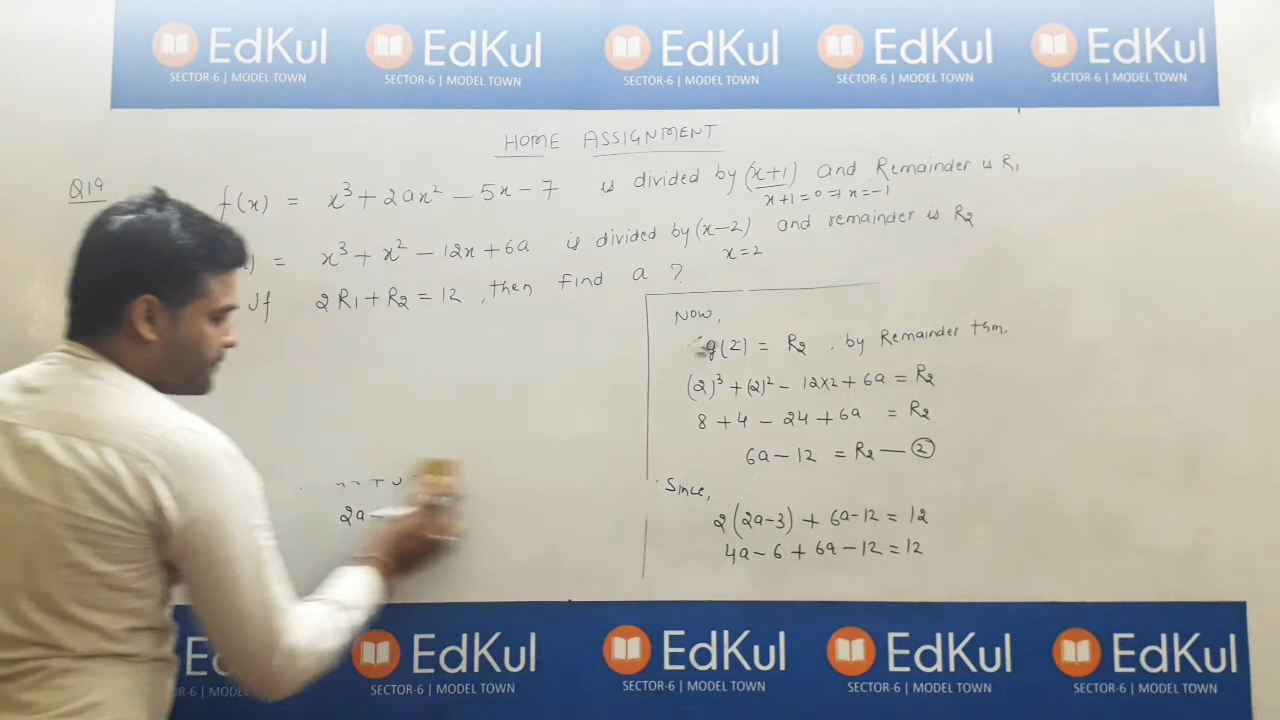 EdKul EdKul EdKul EdKul EdKul
SECTOR-6 | MODEL TOWN SECTOR-6 | MODEL TOWN SECTOR-6 | MODEL TOWN SECTOR-6 | MODEL TOWN SECTOR-6 | MODEL TOWN
HOME ASSIGNMENT
Q19 f(x) = x³ + 2ax² − 5x − 7 is divided by (x+1) and Remainder is R₁
x+1=0 ⇒ x=−1
) = x³ + x² − 12x + 6a is divided by (x−2) and remainder is R₂
x=2
If 2R₁ + R₂ = 12, then find a ?
Now,
g(2) = R₂, by Remainder thm.
(2)³ + (2)² − 12×2 + 6a = R₂
8 + 4 − 24 + 6a = R₂
6a − 12 = R₂ — ②
2a −
Since,
2(2a−3) + 6a−12 = 12
4a − 6 + 6a − 12 = 12
EdKul EdKul EdKul EdKul
SECTOR-6 | MODEL TOWN SECTOR-6 | MODEL TOWN SECTOR-6 | MODEL TOWN SECTOR-6 | MODEL TOWN